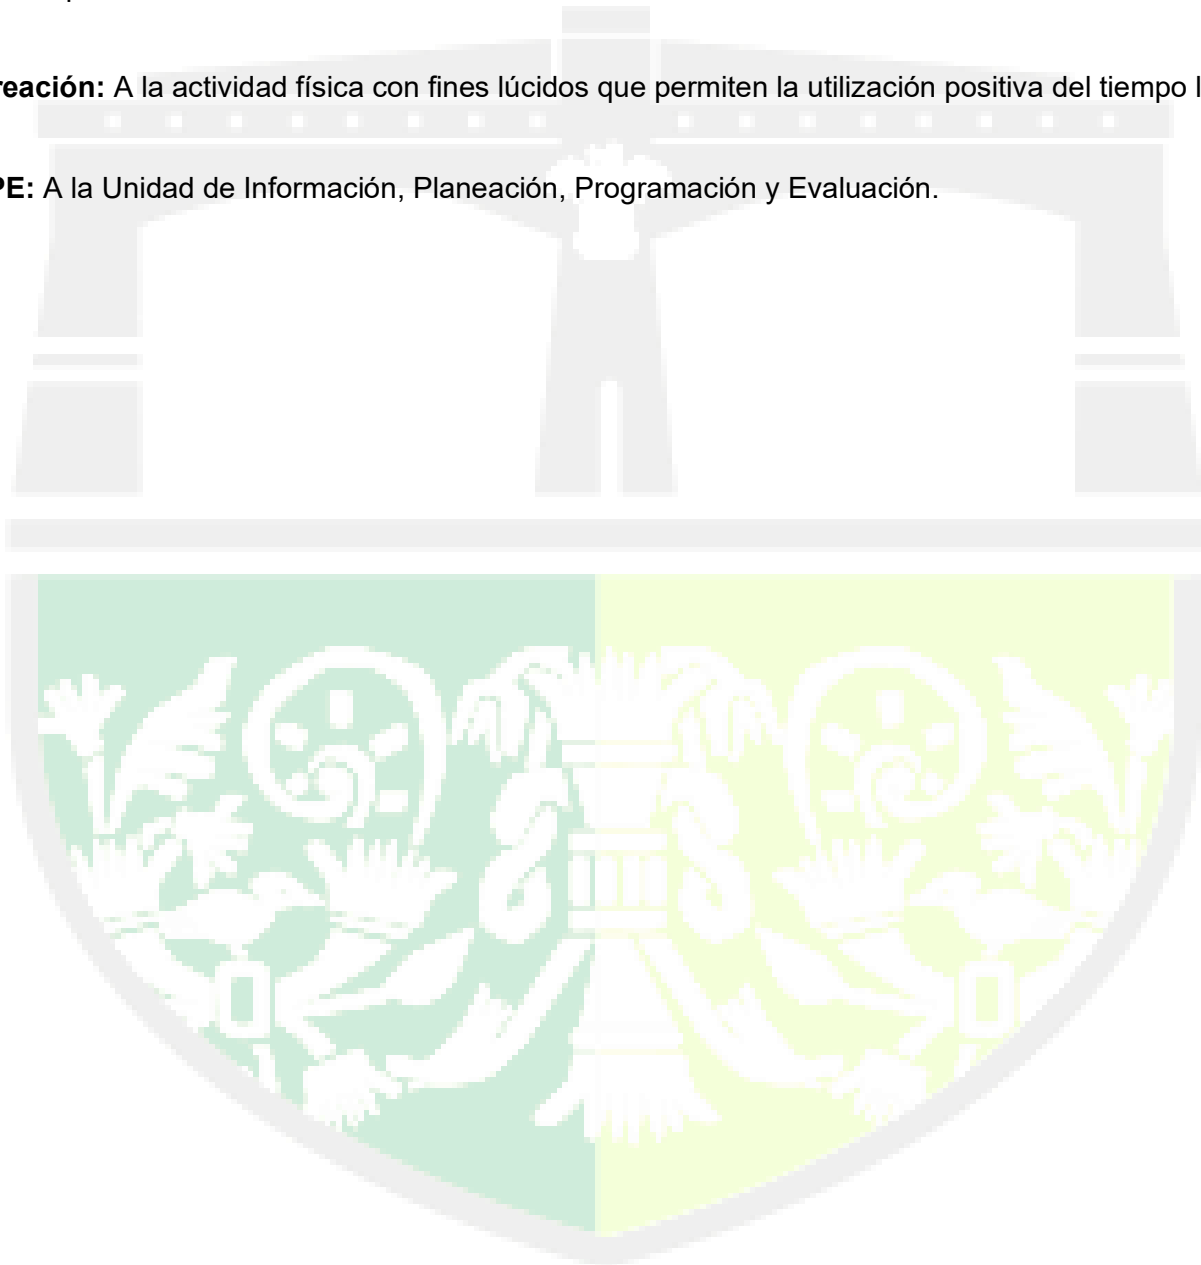 reación: A la actividad física con fines lúcidos que permiten la utilización positiva del tiempo l
PE: A la Unidad de Información, Planeación, Programación y Evaluación.